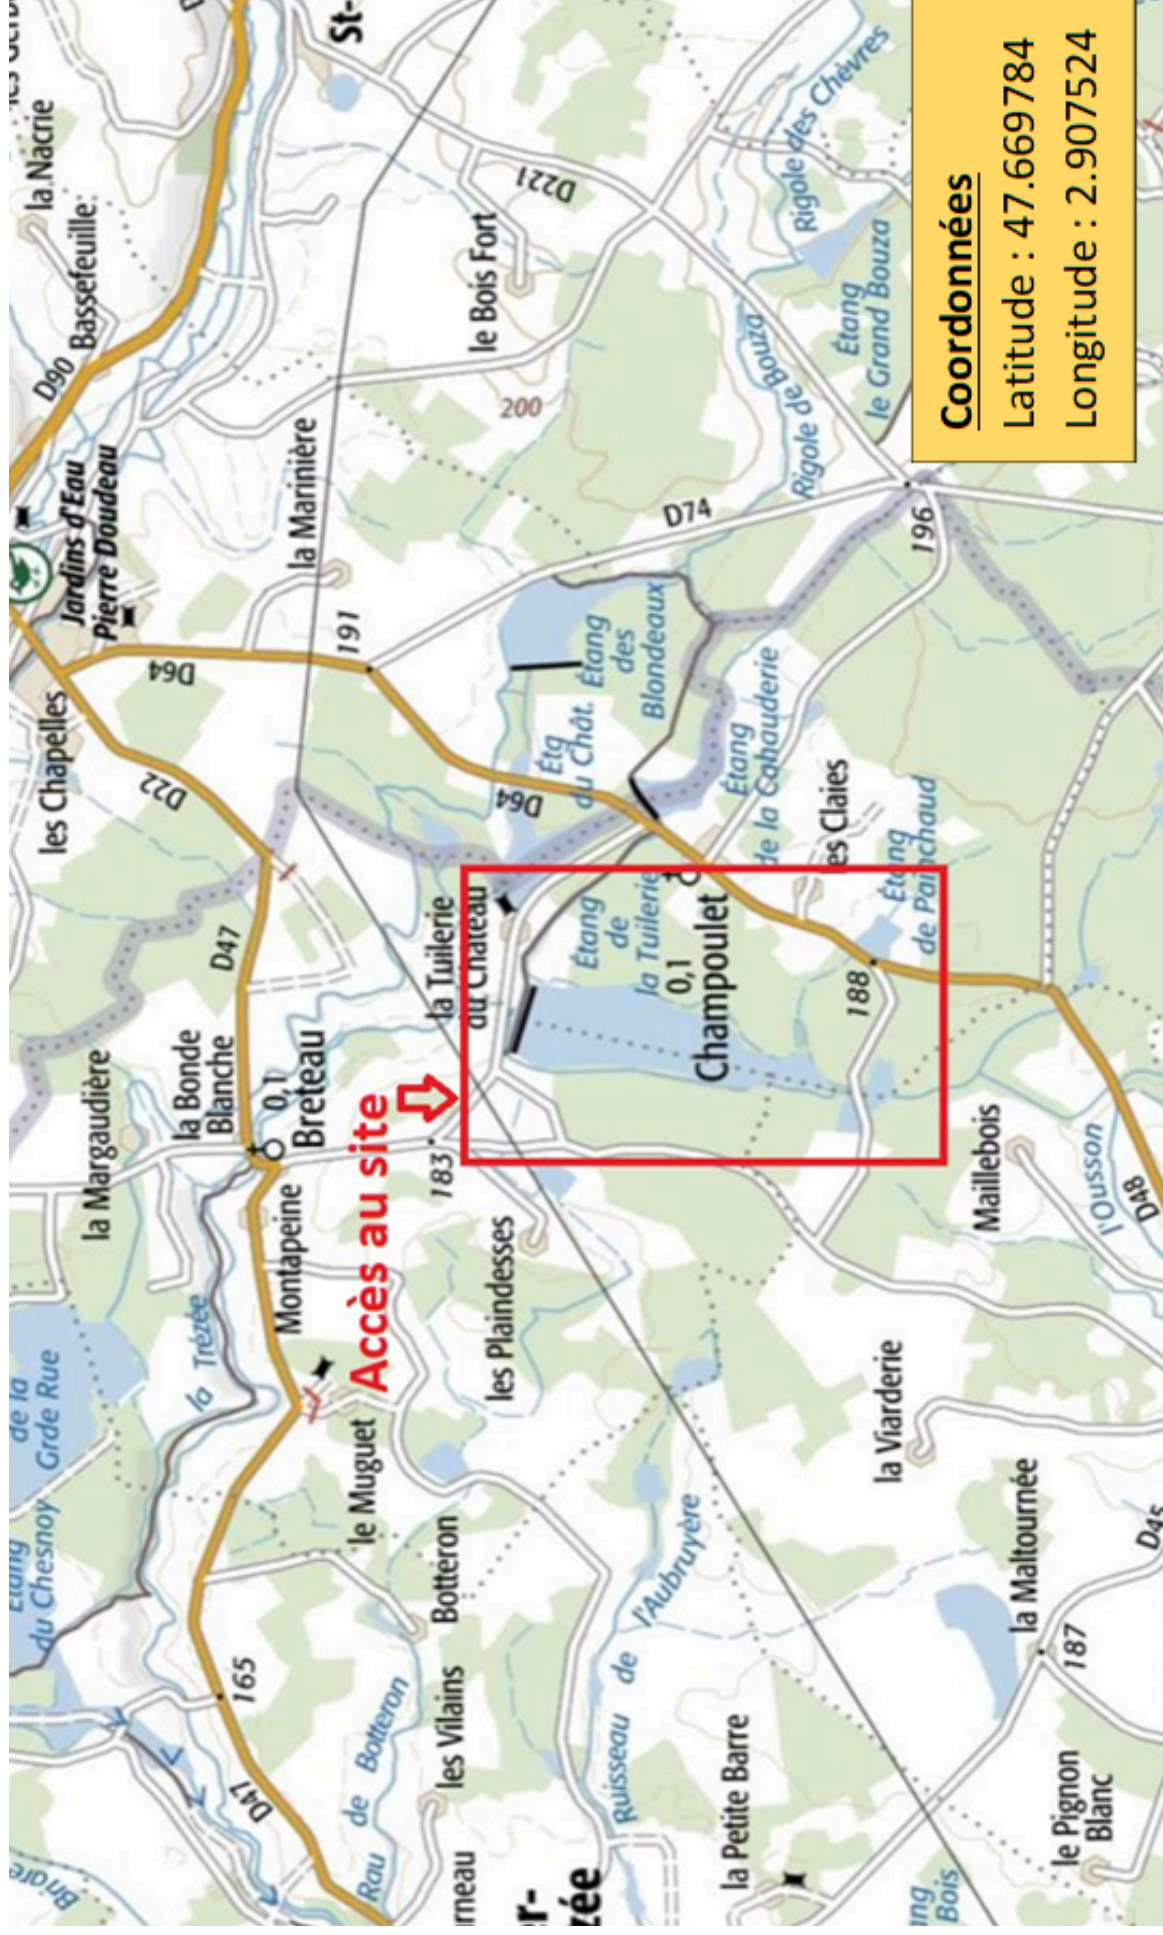 Étang
de la
du Chesnoy
Grde Rue
la Margaudière
les Chapelles
la Nacrie
Bassefeuille
D90
Jardins d'Eau
Pierre Doudeau
la Trézée
la Bonde
Blanche
D47
D22
D64
165
D47
Montapeine
0,1
Breteau
la Marinière
St-
191
Rau de Botteron
le Muguet
Accès au site
Botteron
les Vilains
183
la Tuilerie
du Château
les Plaindesses
D64
le Bois Fort
200
D221
Étg
du Chât.
Étang
des
Blondeaux
Étang
de
la Tuilerie
0,1
Champoulet
D74
Ruisseau de l'Aubruyère
Étang
de la Cahauderie
Rigole de Bouza
Rigole des Chèvres
la Petite Barre
les Claies
188
Étang
le Grand Bouza
la Viarderie
Étang
de Painchaud
196
Maillebois
la Maltournée
187
le Pignon
Blanc
l'Ousson
D48
Bois
Coordonnées
Latitude : 47.669784
Longitude : 2.907524